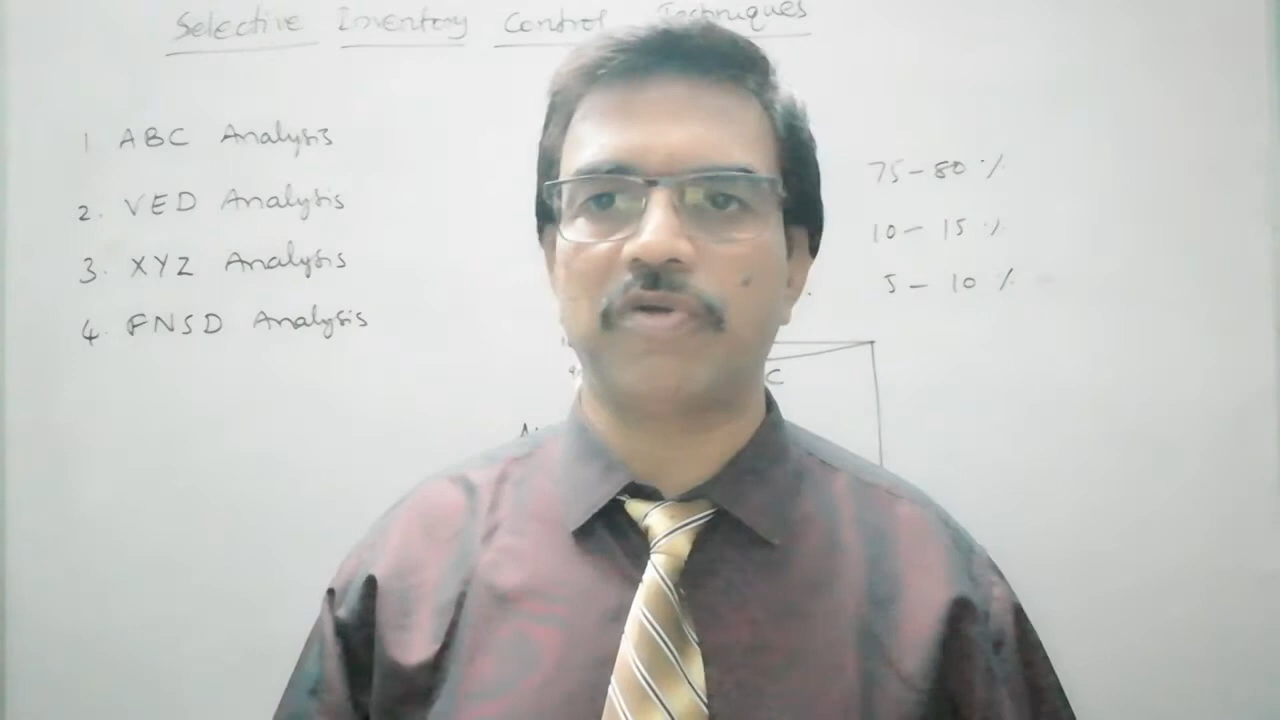 Selective Inventory Control Techniques
1 ABC Analysis
2. VED Analysis
3. XYZ Analysis
4. FNSD Analysis
75-80 %
10-15 %
5-10 %
C